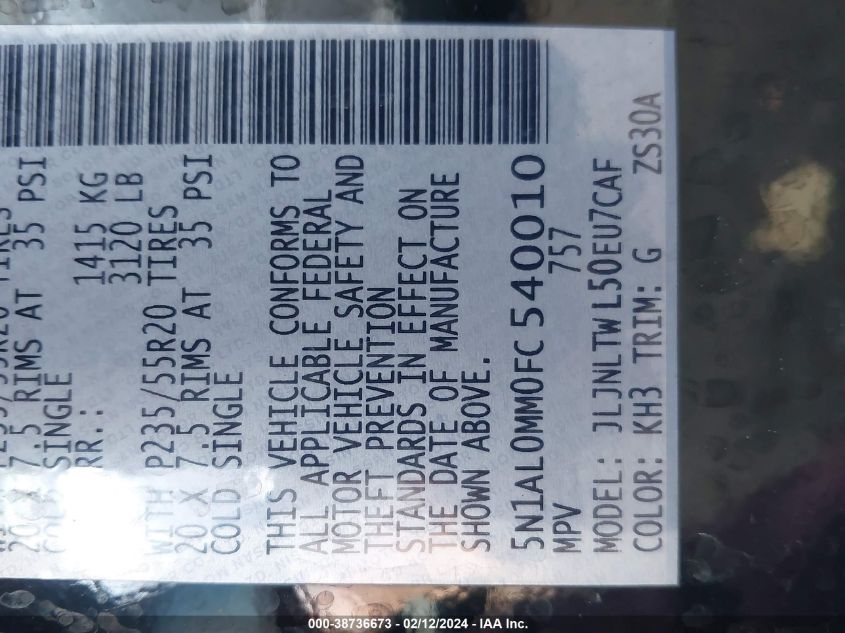 20 X 7.5 RIMS AT 35 PSI
COLD SINGLE
RR.: 1415 KG
3120 LB
WITH P235/55R20 TIRES
20 X 7.5 RIMS AT 35 PSI
COLD SINGLE
THIS VEHICLE CONFORMS TO
ALL APPLICABLE FEDERAL
MOTOR VEHICLE SAFETY AND
THEFT PREVENTION
STANDARDS IN EFFECT ON
THE DATE OF MANUFACTURE
SHOWN ABOVE.
5N1AL0MM0FC540010
MPV 757
MODEL: JLJNLTW L50EU7CAF
COLOR: KH3 TRIM: G ZS30A
000-38736673 - 02/12/2024 - IAA Inc.